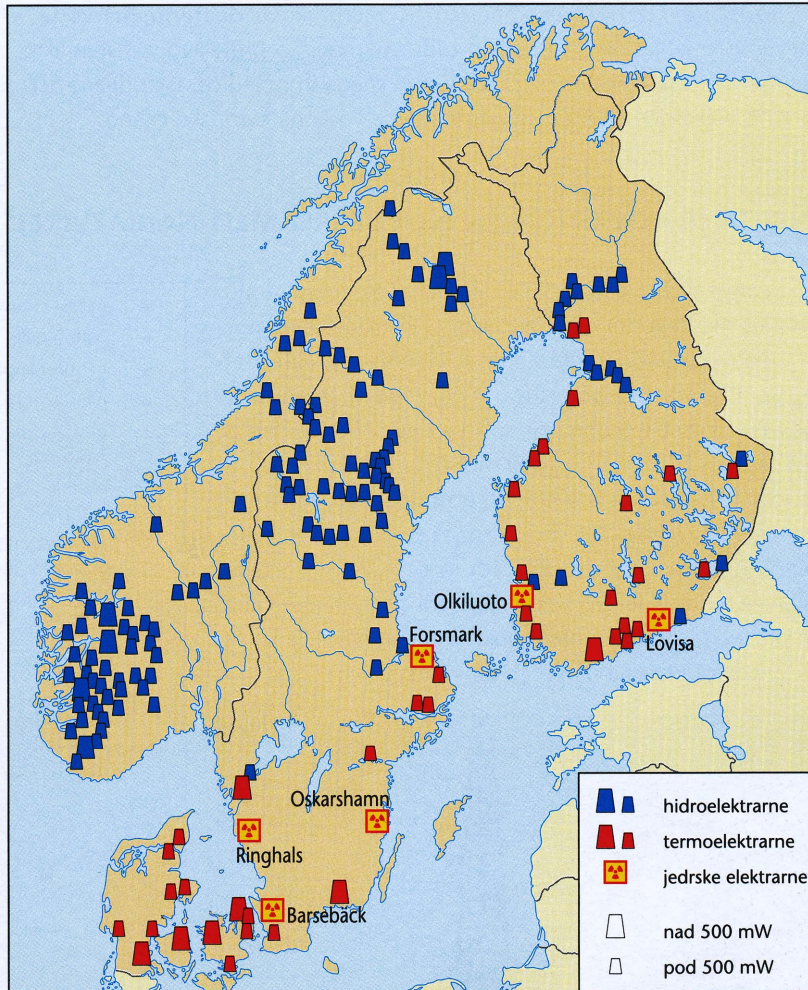 Olkiluoto
Forsmark
Lovisa
Oskarshamn
Ringhals
Barsebäck
hidroelektrarne
termoelektrarne
jedrske elektrarne
nad 500 mW
pod 500 mW